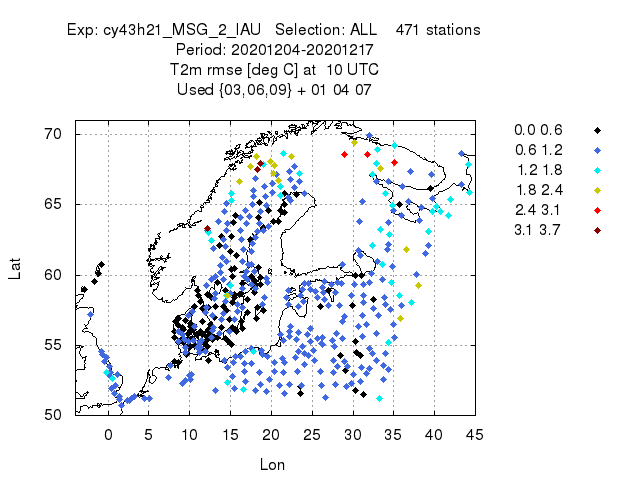 Exp: cy43h21_MSG_2_IAU   Selection: ALL    471 stations
Period: 20201204-20201217
T2m rmse [deg C] at  10 UTC
Used {03,06,09} + 01 04 07
0.0 0.6
0.6 1.2
1.2 1.8
1.8 2.4
2.4 3.1
3.1 3.7
70
65
60
55
50
Lat
0 5 10 15 20 25 30 35 40 45
Lon